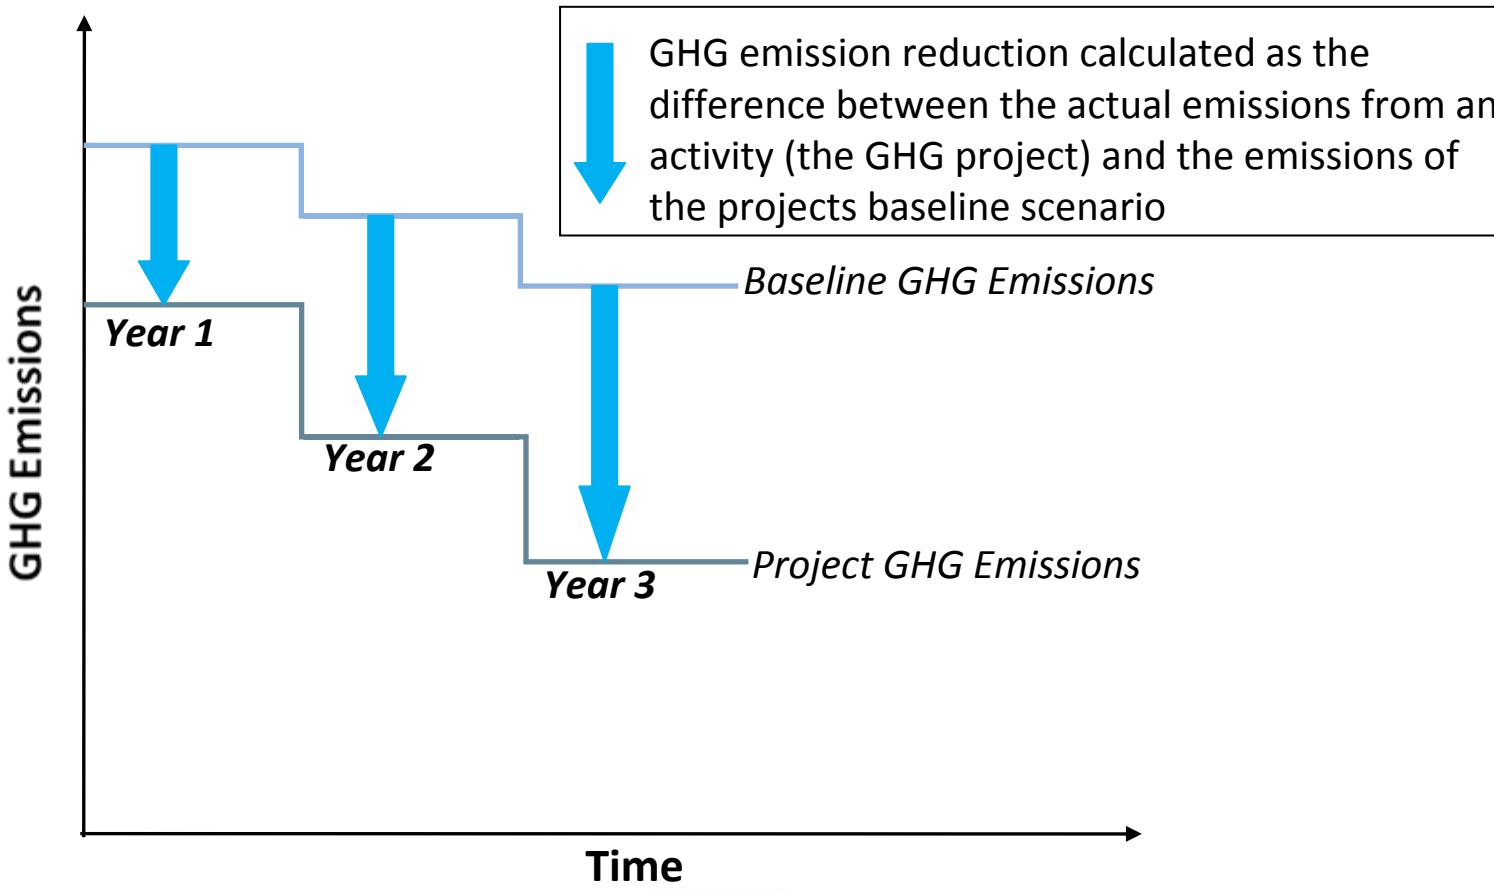 GHG emission reduction calculated as the
difference between the actual emissions from an
activity (the GHG project) and the emissions of
the projects baseline scenario
Baseline GHG Emissions
Year 1
Year 2
Project GHG Emissions
Year 3
GHG Emissions
Time